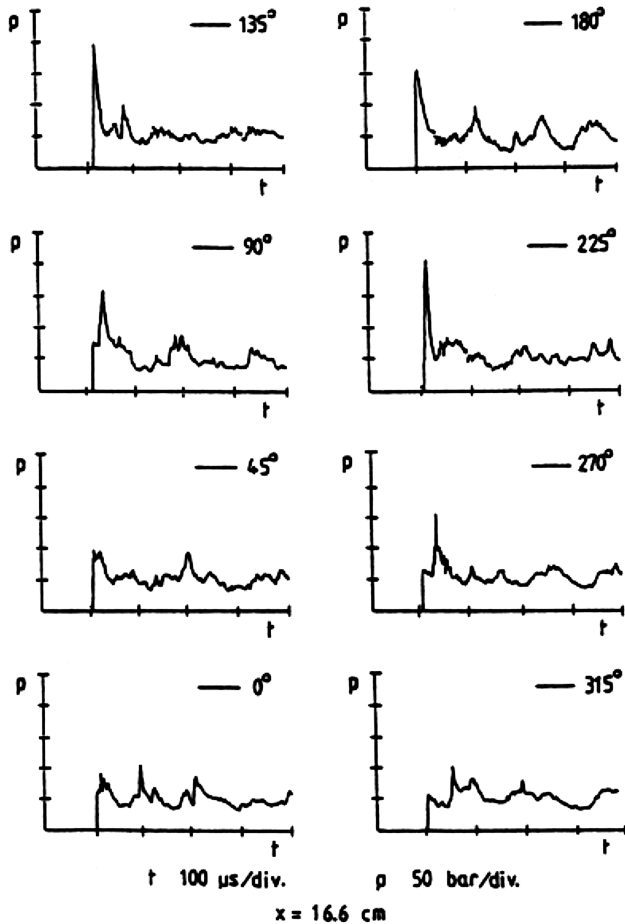 p — 135° p — 180°
t t
p — 90° p — 225°
t t
p — 45° p — 270°
t t
p — 0° p — 315°
t t
t 100 µs/div. p 50 bar/div.
x = 16.6 cm